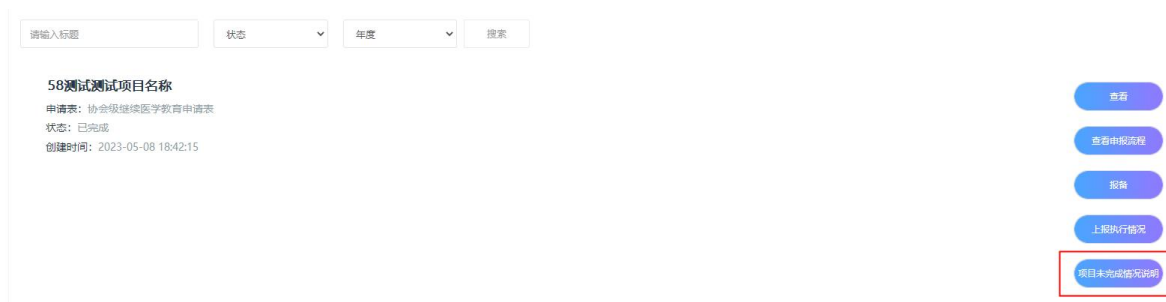 请输入标题 状态 年度 搜索
58测试测试项目名称
申请表：协会级继续医学教育申请表
状态：已完成
创建时间：2023-05-08 18:42:15
查看
查看申报流程
报备
上报执行情况
项目未完成情况说明